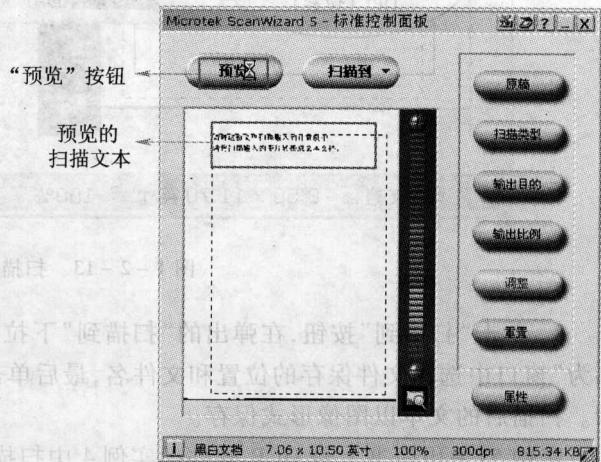 Microtek ScanWizard 5 - 标准控制面板
“预览”按钮
预览
扫描到
预览的
扫描文本
原稿
扫描类型
输出目的
输出比例
调整
重置
属性
黑白文档 7.06 x 10.50 英寸 100% 300dpi 815.34 KB